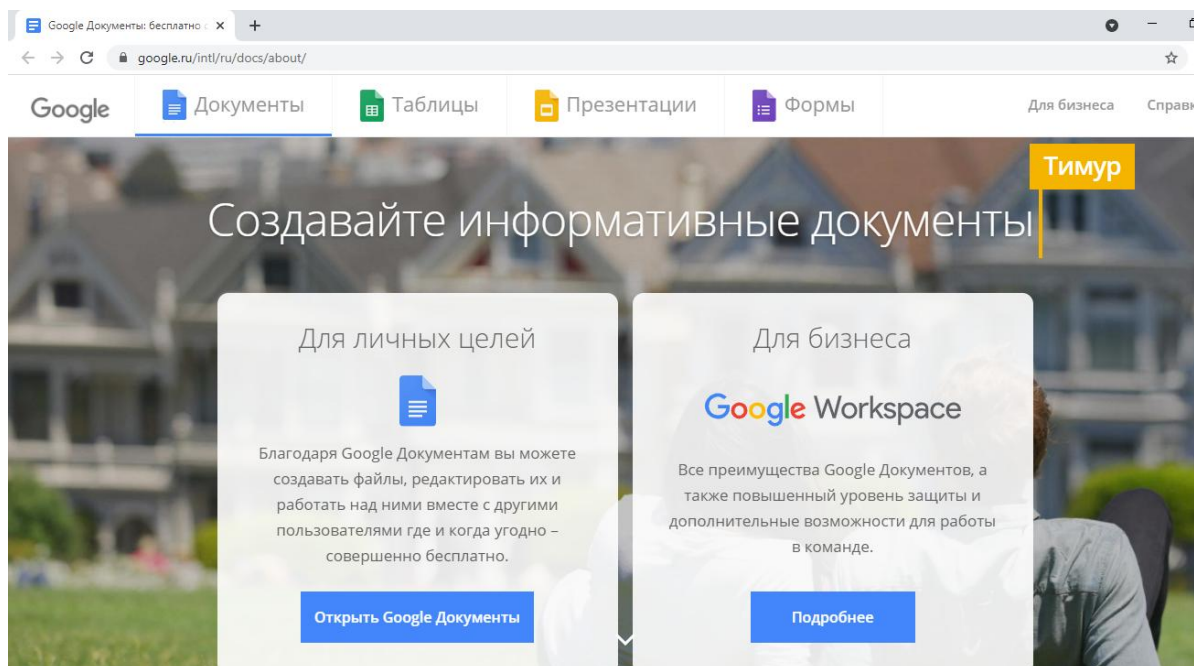 Google Документы: бесплатно
google.ru/intl/ru/docs/about/
Google Документы Таблицы Презентации Формы Для бизнеса
Тимур
Создавайте информативные документы
Для личных целей
Благодаря Google Документам вы можете
создавать файлы, редактировать их и
работать над ними вместе с другими
пользователями где и когда угодно –
совершенно бесплатно.
Открыть Google Документы
Для бизнеса
Google Workspace
Все преимущества Google Документов, а
также повышенный уровень защиты и
дополнительные возможности для работы
в команде.
Подробнее